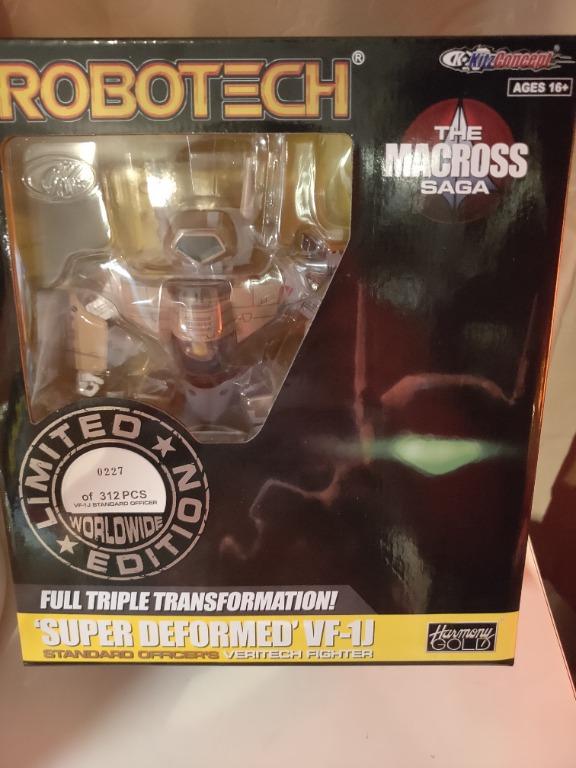 ROBOTECH®
KitzConcept
AGES 16+
THE
MACROSS
SAGA
LIMITED
0227
of 312 PCS
VF-1J STANDARD OFFICER
WORLDWIDE
EDITION
FULL TRIPLE TRANSFORMATION!
'SUPER DEFORMED' VF-1J
STANDARD OFFICER'S VERITECH FIGHTER
Harmony
GOLD